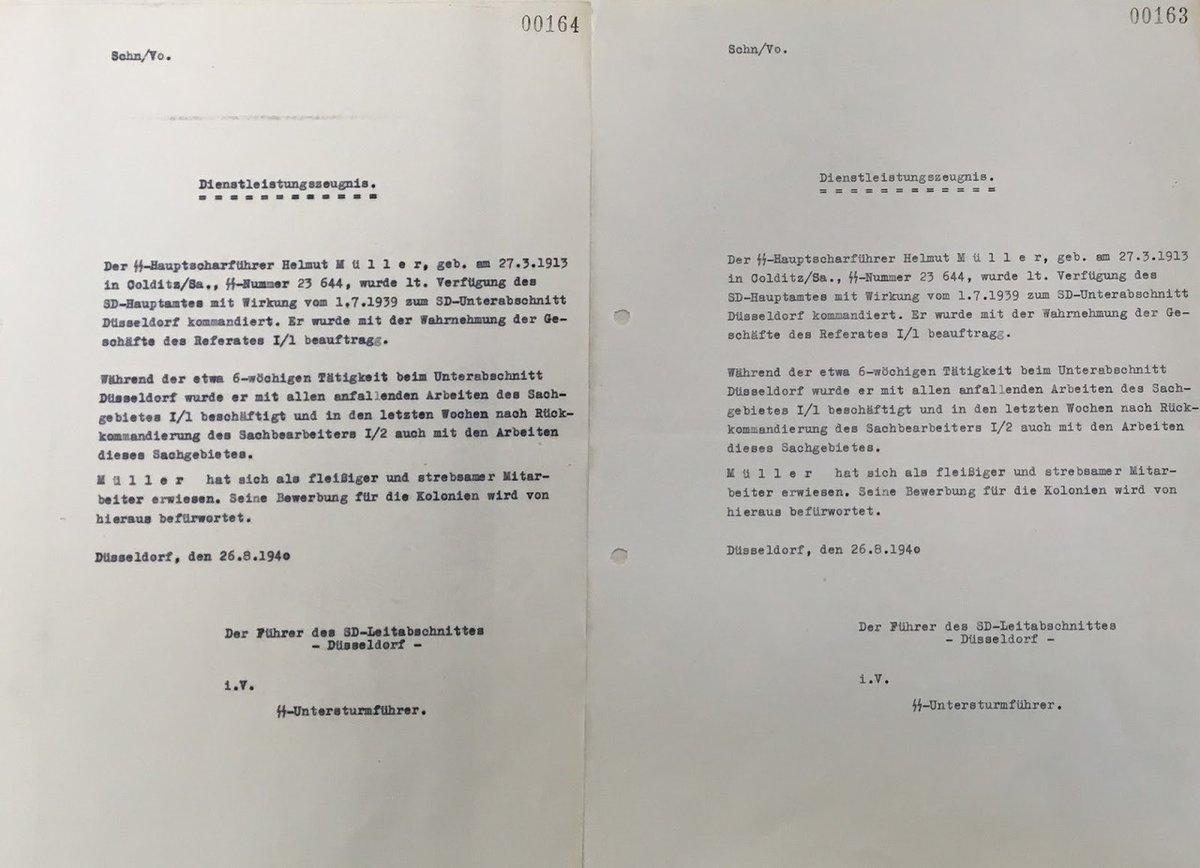 00164
Schn/Vo.
Dienstleistungszeugnis.
= = = = = = = = = = = =
Der SS-Hauptscharführer Helmut M ü l l e r, geb. am 27.3.1913
in Colditz/Sa., SS-Nummer 23 644, wurde lt. Verfügung des
SD-Hauptamtes mit Wirkung vom 1.7.1939 zum SD-Unterabschnitt
Düsseldorf kommandiert. Er wurde mit der Wahrnehmung der Ge-
schäfte des Referates I/1 beauftragg.
Während der etwa 6-wöchigen Tätigkeit beim Unterabschnitt
Düsseldorf wurde er mit allen anfallenden Arbeiten des Sach-
gebietes I/1 beschäftigt und in den letzten Wochen nach Rück-
kommandierung des Sachbearbeiters I/2 auch mit den Arbeiten
dieses Sachgebietes.
M ü l l e r hat sich als fleißiger und strebsamer Mitar-
beiter erwiesen. Seine Bewerbung für die Kolonien wird von
hieraus befürwortet.
Düsseldorf, den 26.8.1940
Der Führer des SD-Leitabschnittes
- Düsseldorf -
i.V.
SS-Untersturmführer.
00163
Schn/Vo.
Dienstleistungszeugnis.
= = = = = = = = = = = =
Der SS-Hauptscharführer Helmut M ü l l e r, geb. am 27.3.1913
in Colditz/Sa., SS-Nummer 23 644, wurde lt. Verfügung des
SD-Hauptamtes mit Wirkung vom 1.7.1939 zum SD-Unterabschnitt
Düsseldorf kommandiert. Er wurde mit der Wahrnehmung der Ge-
schäfte des Referates I/1 beauftragg.
Während der etwa 6-wöchigen Tätigkeit beim Unterabschnitt
Düsseldorf wurde er mit allen anfallenden Arbeiten des Sach-
gebietes I/1 beschäftigt und in den letzten Wochen nach Rück-
kommandierung des Sachbearbeiters I/2 auch mit den Arbeiten
dieses Sachgebietes.
M ü l l e r hat sich als fleißiger und strebsamer Mitar-
beiter erwiesen. Seine Bewerbung für die Kolonien wird von
hieraus befürwortet.
Düsseldorf, den 26.8.1940
Der Führer des SD-Leitabschnittes
- Düsseldorf -
i.V.
SS-Untersturmführer.